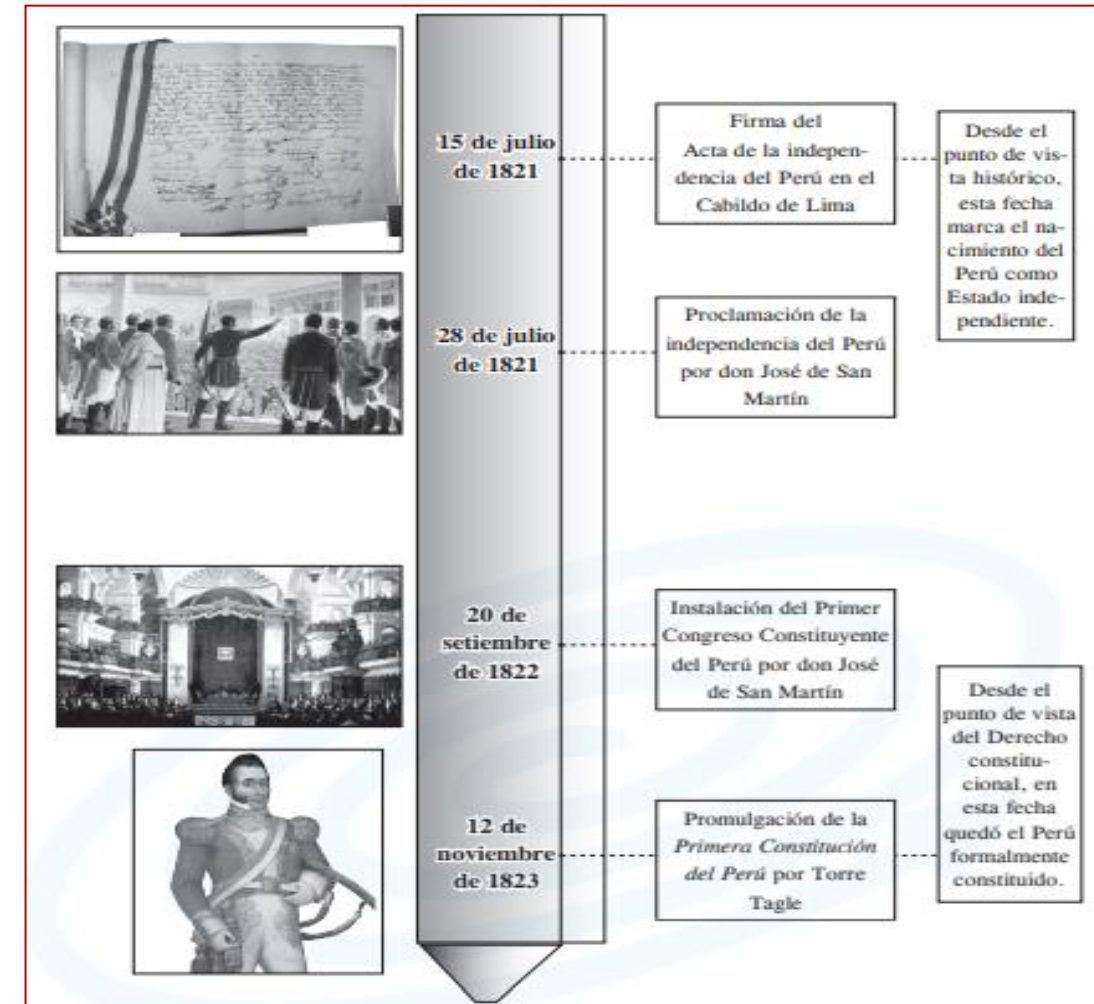 15 de julio
de 1821
Firma del
Acta de la indepen-
dencia del Perú en el
Cabildo de Lima
Desde el
punto de vis-
ta histórico,
esta fecha
marca el na-
cimiento del
Perú como
Estado inde-
pendiente.
28 de julio
de 1821
Proclamación de la
independencia del Perú
por don José de San
Martín
20 de
setiembre
de 1822
Instalación del Primer
Congreso Constituyente
del Perú por don José
de San Martín
12 de
noviembre
de 1823
Promulgación de la
Primera Constitución
del Perú por Torre
Tagle
Desde el
punto de vista
del Derecho
constitu-
cional, en
esta fecha
quedó el Perú
formalmente
constituido.